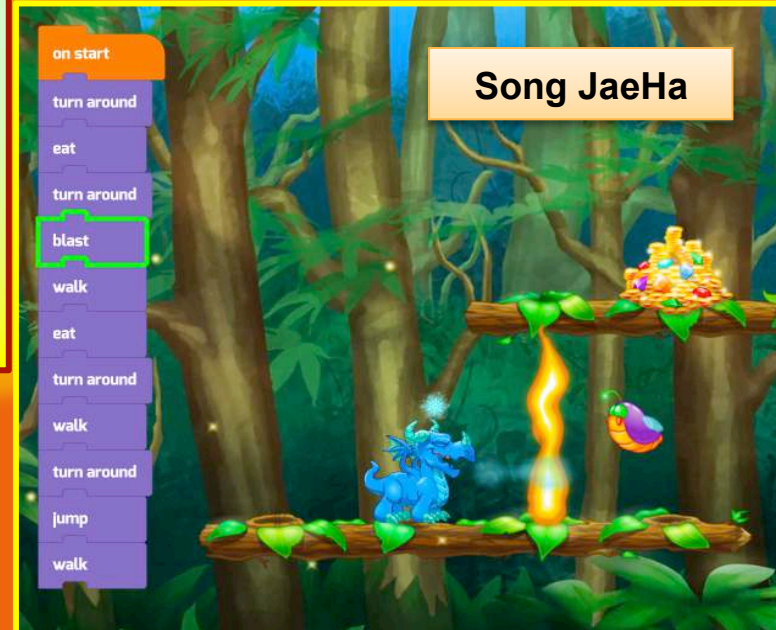 on start
turn around
eat
turn around
blast
walk
eat
turn around
walk
turn around
jump
walk
Song JaeHa